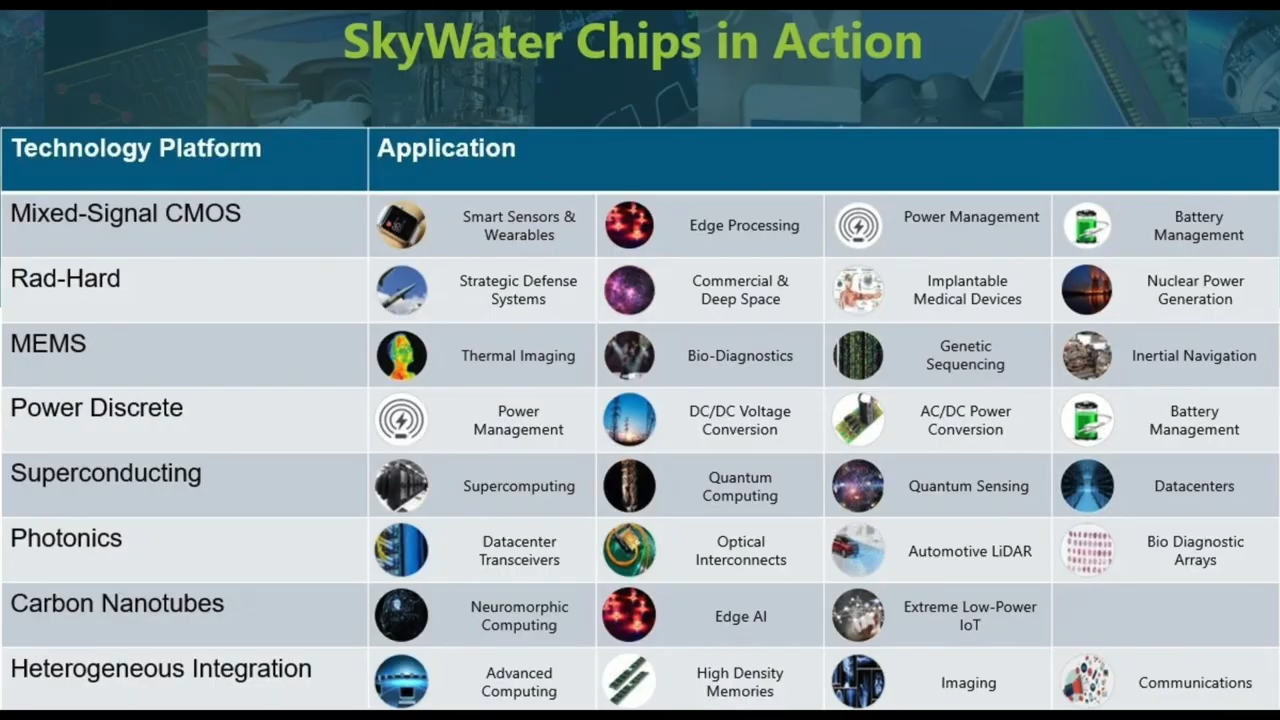 SkyWater Chips in Action
Technology Platform
Application
Mixed-Signal CMOS
Smart Sensors &
Wearables
Edge Processing
Power Management
Battery
Management
Rad-Hard
Strategic Defense
Systems
Commercial &
Deep Space
Implantable
Medical Devices
Nuclear Power
Generation
MEMS
Thermal Imaging
Bio-Diagnostics
Genetic
Sequencing
Inertial Navigation
Power Discrete
Power
Management
DC/DC Voltage
Conversion
AC/DC Power
Conversion
Battery
Management
Superconducting
Supercomputing
Quantum
Computing
Quantum Sensing
Datacenters
Photonics
Datacenter
Transceivers
Optical
Interconnects
Automotive LiDAR
Bio Diagnostic
Arrays
Carbon Nanotubes
Neuromorphic
Computing
Edge AI
Extreme Low-Power
IoT
Heterogeneous Integration
Advanced
Computing
High Density
Memories
Imaging
Communications